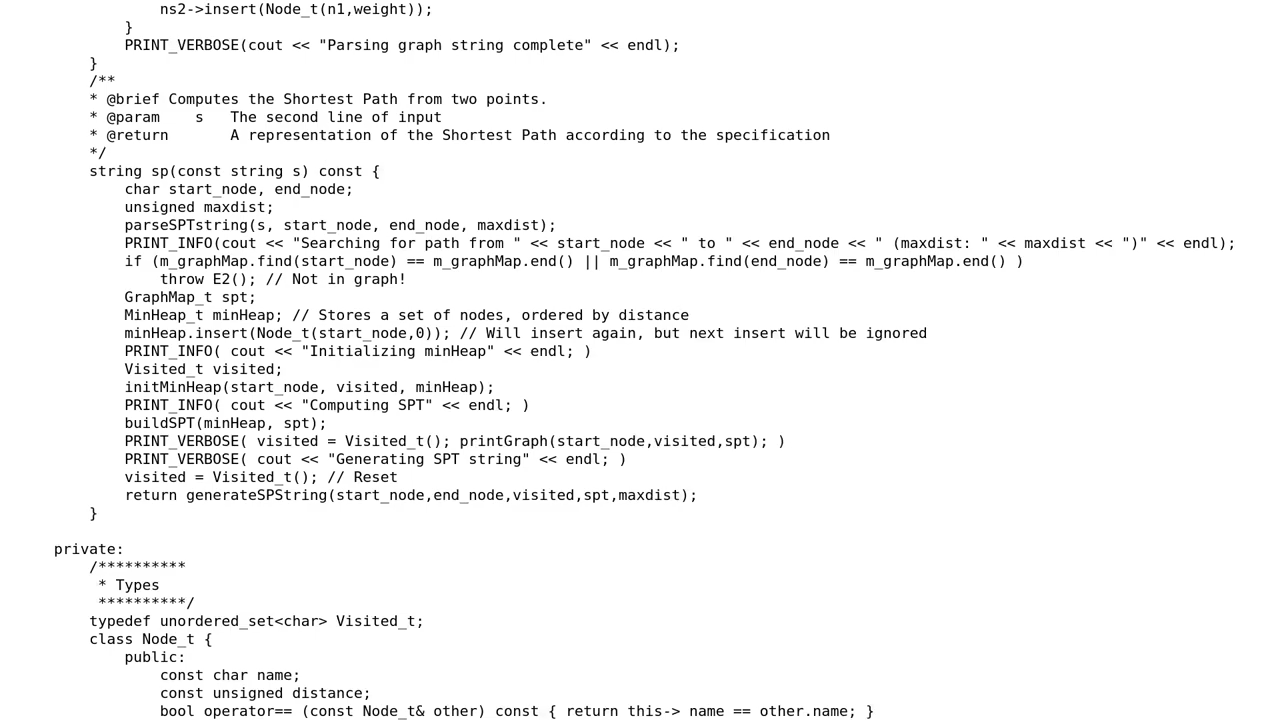 ns2->insert(Node_t(n1,weight));
}
PRINT_VERBOSE(cout << "Parsing graph string complete" << endl);
}
/**
* @brief Computes the Shortest Path from two points.
* @param    s   The second line of input
* @return       A representation of the Shortest Path according to the specification
*/
string sp(const string s) const {
char start_node, end_node;
unsigned maxdist;
parseSPTstring(s, start_node, end_node, maxdist);
PRINT_INFO(cout << "Searching for path from " << start_node << " to " << end_node << " (maxdist: " << maxdist << ")" << endl);
if (m_graphMap.find(start_node) == m_graphMap.end() || m_graphMap.find(end_node) == m_graphMap.end() )
throw E2(); // Not in graph!
GraphMap_t spt;
MinHeap_t minHeap; // Stores a set of nodes, ordered by distance
minHeap.insert(Node_t(start_node,0)); // Will insert again, but next insert will be ignored
PRINT_INFO( cout << "Initializing minHeap" << endl; )
Visited_t visited;
initMinHeap(start_node, visited, minHeap);
PRINT_INFO( cout << "Computing SPT" << endl; )
buildSPT(minHeap, spt);
PRINT_VERBOSE( visited = Visited_t(); printGraph(start_node,visited,spt); )
PRINT_VERBOSE( cout << "Generating SPT string" << endl; )
visited = Visited_t(); // Reset
return generateSPString(start_node,end_node,visited,spt,maxdist);
}
private:
/**********
* Types
**********/
typedef unordered_set<char> Visited_t;
class Node_t {
public:
const char name;
const unsigned distance;
bool operator== (const Node_t& other) const { return this-> name == other.name; }